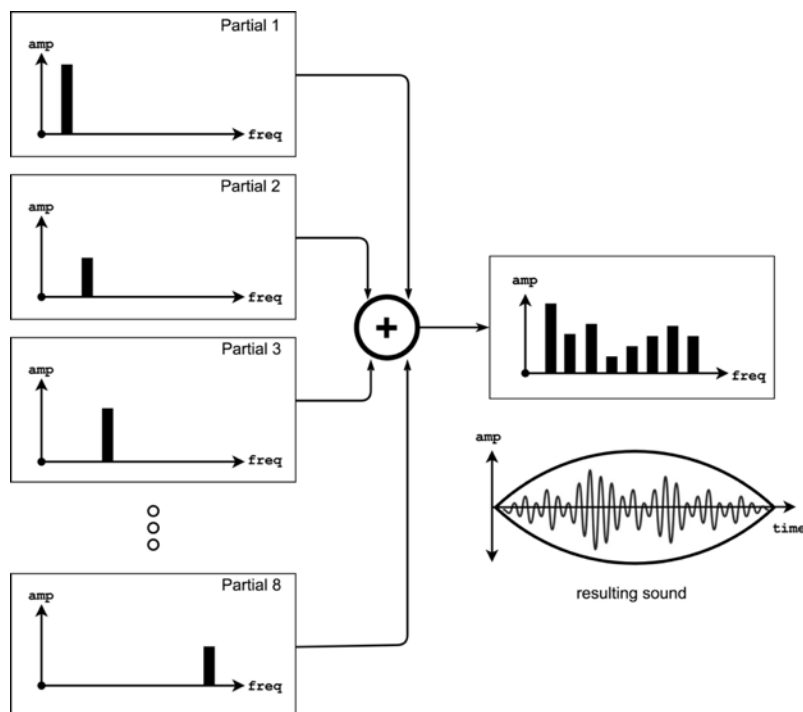 Partial 1
amp
freq
Partial 2
amp
freq
Partial 3
amp
freq
Partial 8
amp
freq
+
amp
freq
amp
time
resulting sound